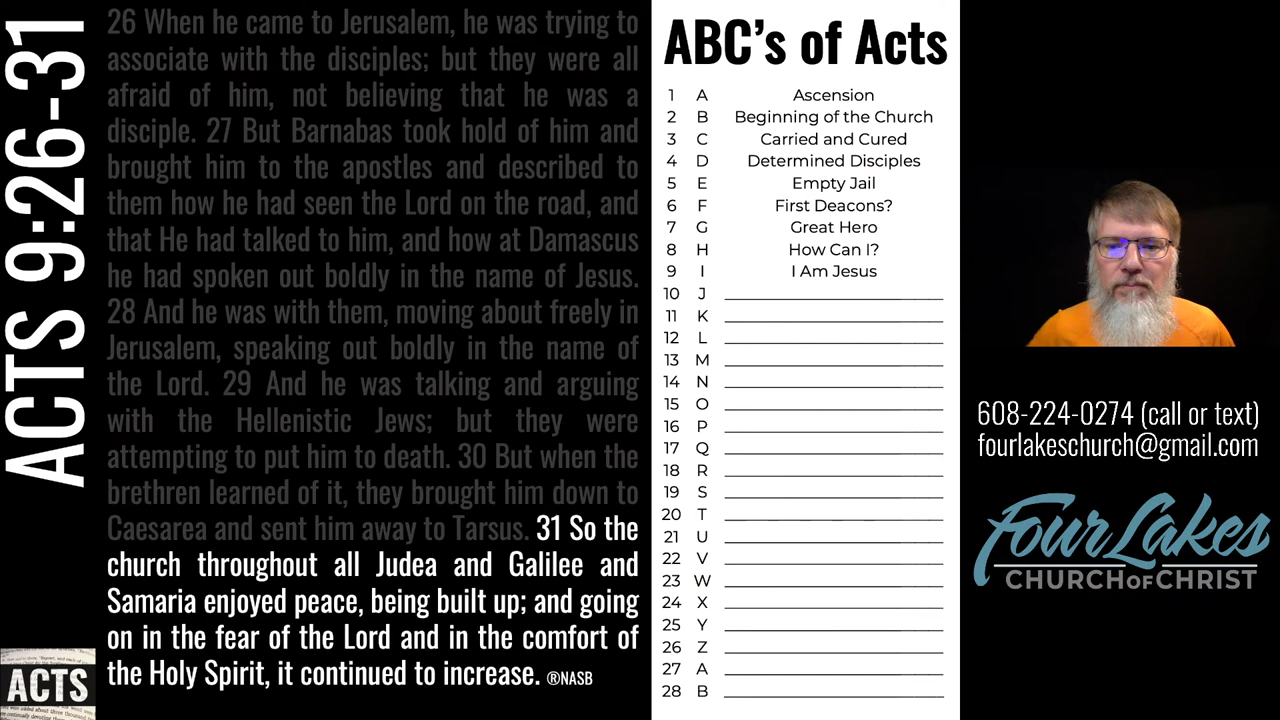 ACTS 9:26-31
26 When he came to Jerusalem, he was trying to
associate with the disciples; but they were all
afraid of him, not believing that he was a
disciple. 27 But Barnabas took hold of him and
brought him to the apostles and described to
them how he had seen the Lord on the road, and
that He had talked to him, and how at Damascus
he had spoken out boldly in the name of Jesus.
28 And he was with them, moving about freely in
Jerusalem, speaking out boldly in the name of
the Lord. 29 And he was talking and arguing
with the Hellenistic Jews; but they were
attempting to put him to death. 30 But when the
brethren learned of it, they brought him down to
Caesarea and sent him away to Tarsus. 31 So the
church throughout all Judea and Galilee and
Samaria enjoyed peace, being built up; and going
on in the fear of the Lord and in the comfort of
the Holy Spirit, it continued to increase. ®NASB
ACTS
ABC’s of Acts
1 A Ascension
2 B Beginning of the Church
3 C Carried and Cured
4 D Determined Disciples
5 E Empty Jail
6 F First Deacons?
7 G Great Hero
8 H How Can I?
9 I I Am Jesus
10 J
11 K
12 L
13 M
14 N
15 O
16 P
17 Q
18 R
19 S
20 T
21 U
22 V
23 W
24 X
25 Y
26 Z
27 A
28 B
608-224-0274 (call or text)
fourlakeschurch@gmail.com
Four Lakes
CHURCH OF CHRIST